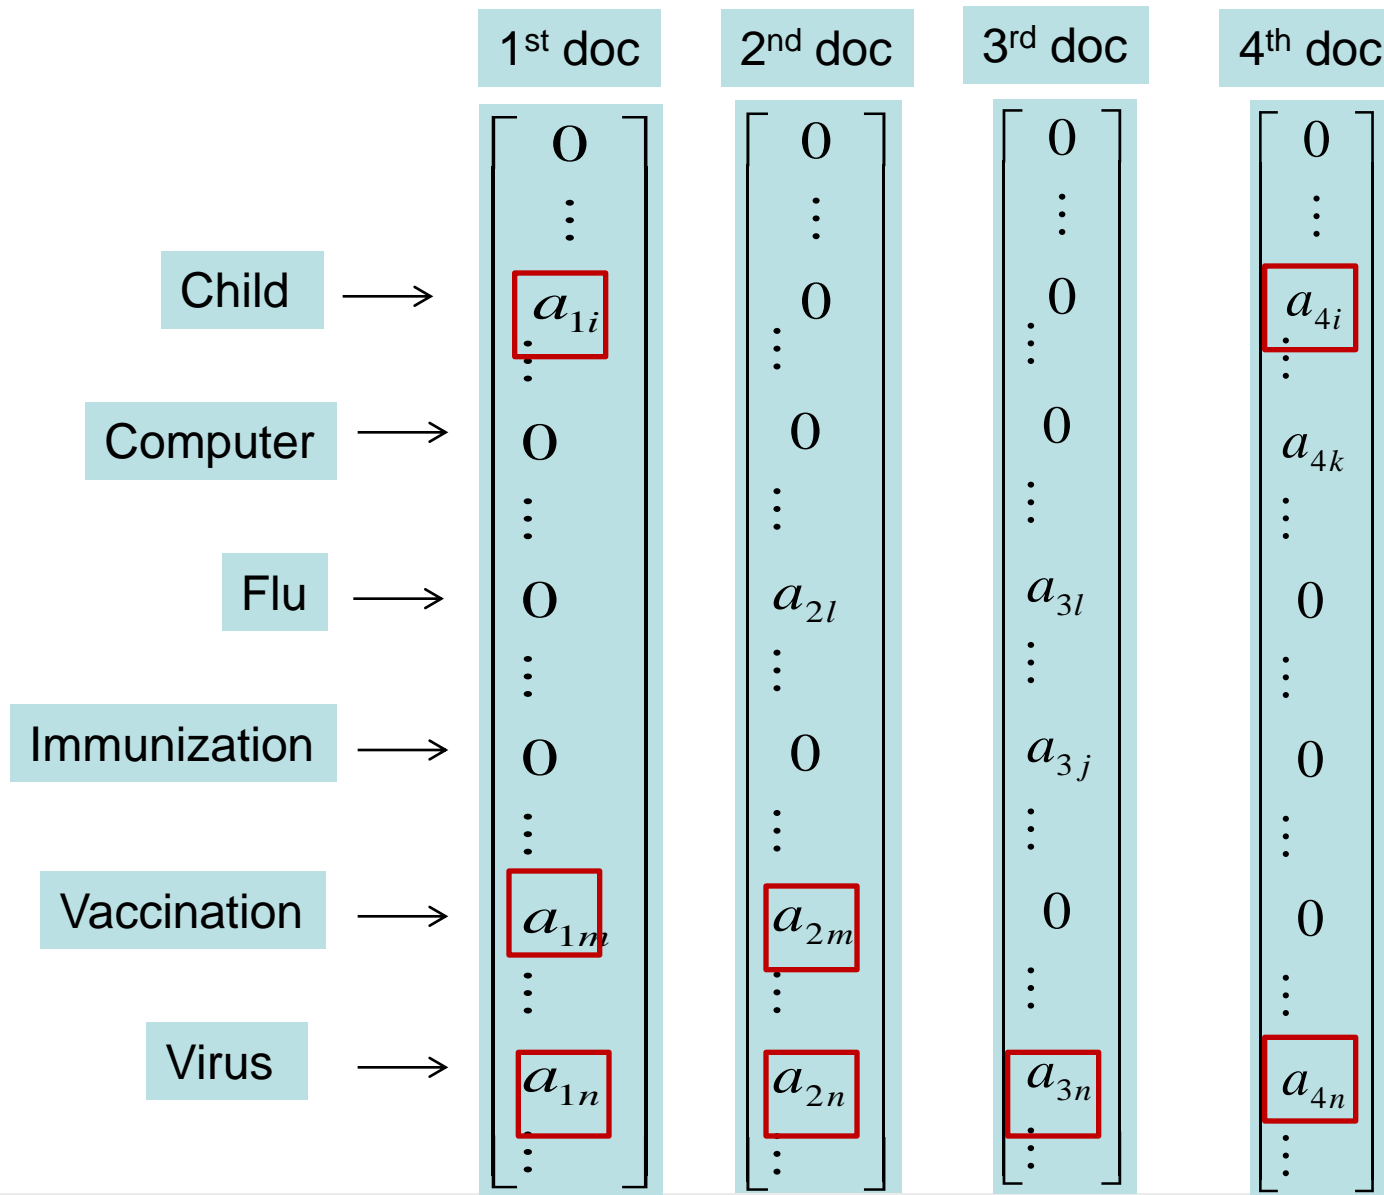 1st doc 2nd doc 3rd doc 4th doc
0 0 0 0
⋮ ⋮ ⋮ ⋮
Child → a1i 0 0 a4i
⋮ ⋮ ⋮ ⋮
Computer → 0 0 0 a4k
⋮ ⋮ ⋮ ⋮
Flu → 0 a2l a3l 0
⋮ ⋮ ⋮ ⋮
Immunization → 0 0 a3j 0
⋮ ⋮ ⋮ ⋮
Vaccination → a1m a2m 0 0
⋮ ⋮ ⋮ ⋮
Virus → a1n a2n a3n a4n
⋮ ⋮ ⋮ ⋮